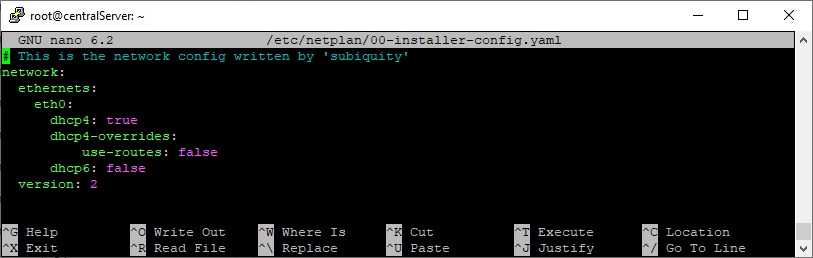 root@centralServer: ~
GNU nano 6.2 /etc/netplan/00-installer-config.yaml
# This is the network config written by 'subiquity'
network:
  ethernets:
    eth0:
      dhcp4: true
      dhcp4-overrides:
          use-routes: false
      dhcp6: false
  version: 2
^G Help ^O Write Out ^W Where Is ^K Cut ^T Execute ^C Location
^X Exit ^R Read File ^\ Replace ^U Paste ^J Justify ^/ Go To Line